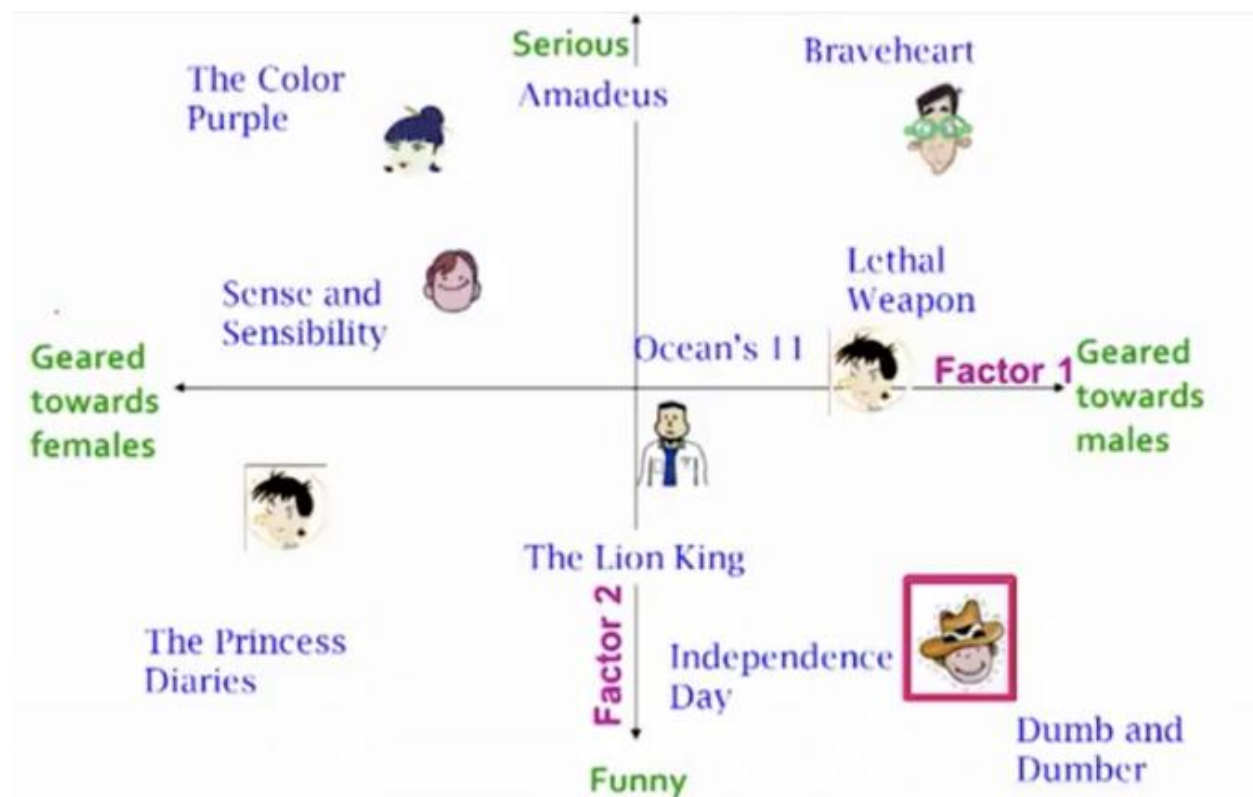 Serious
Braveheart
The Color
Purple
Amadeus
Lethal
Weapon
Sense and
Sensibility
Ocean's 11
Geared
towards
females
Factor 1
Geared
towards
males
The Lion King
Factor 2
The Princess
Diaries
Independence
Day
Dumb and
Dumber
Funny